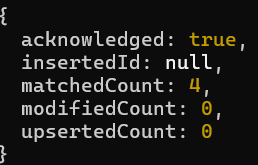 {
  acknowledged: true,
  insertedId: null,
  matchedCount: 4,
  modifiedCount: 0,
  upsertedCount: 0
}